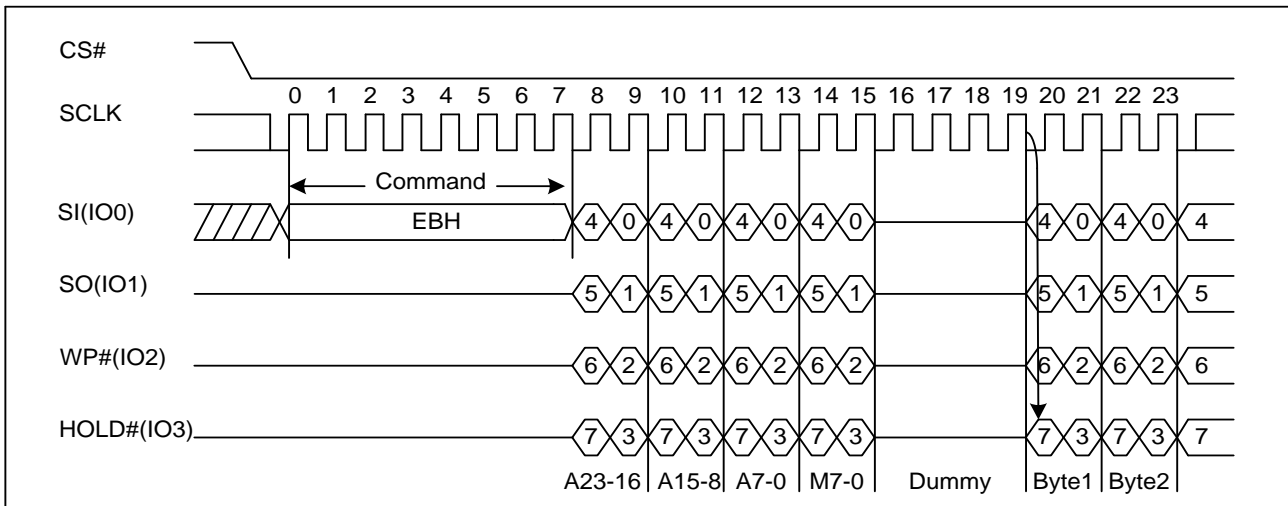 CS#
0 1 2 3 4 5 6 7 8 9 10 11 12 13 14 15 16 17 18 19 20 21 22 23
SCLK
Command
SI(IO0) EBH 4 0 4 0 4 0 4 0 4 0 4 0 4
SO(IO1) 5 1 5 1 5 1 5 1 5 1 5 1 5
WP#(IO2) 6 2 6 2 6 2 6 2 6 2 6 2 6
HOLD#(IO3) 7 3 7 3 7 3 7 3 7 3 7 3 7
A23-16 A15-8 A7-0 M7-0 Dummy Byte1 Byte2